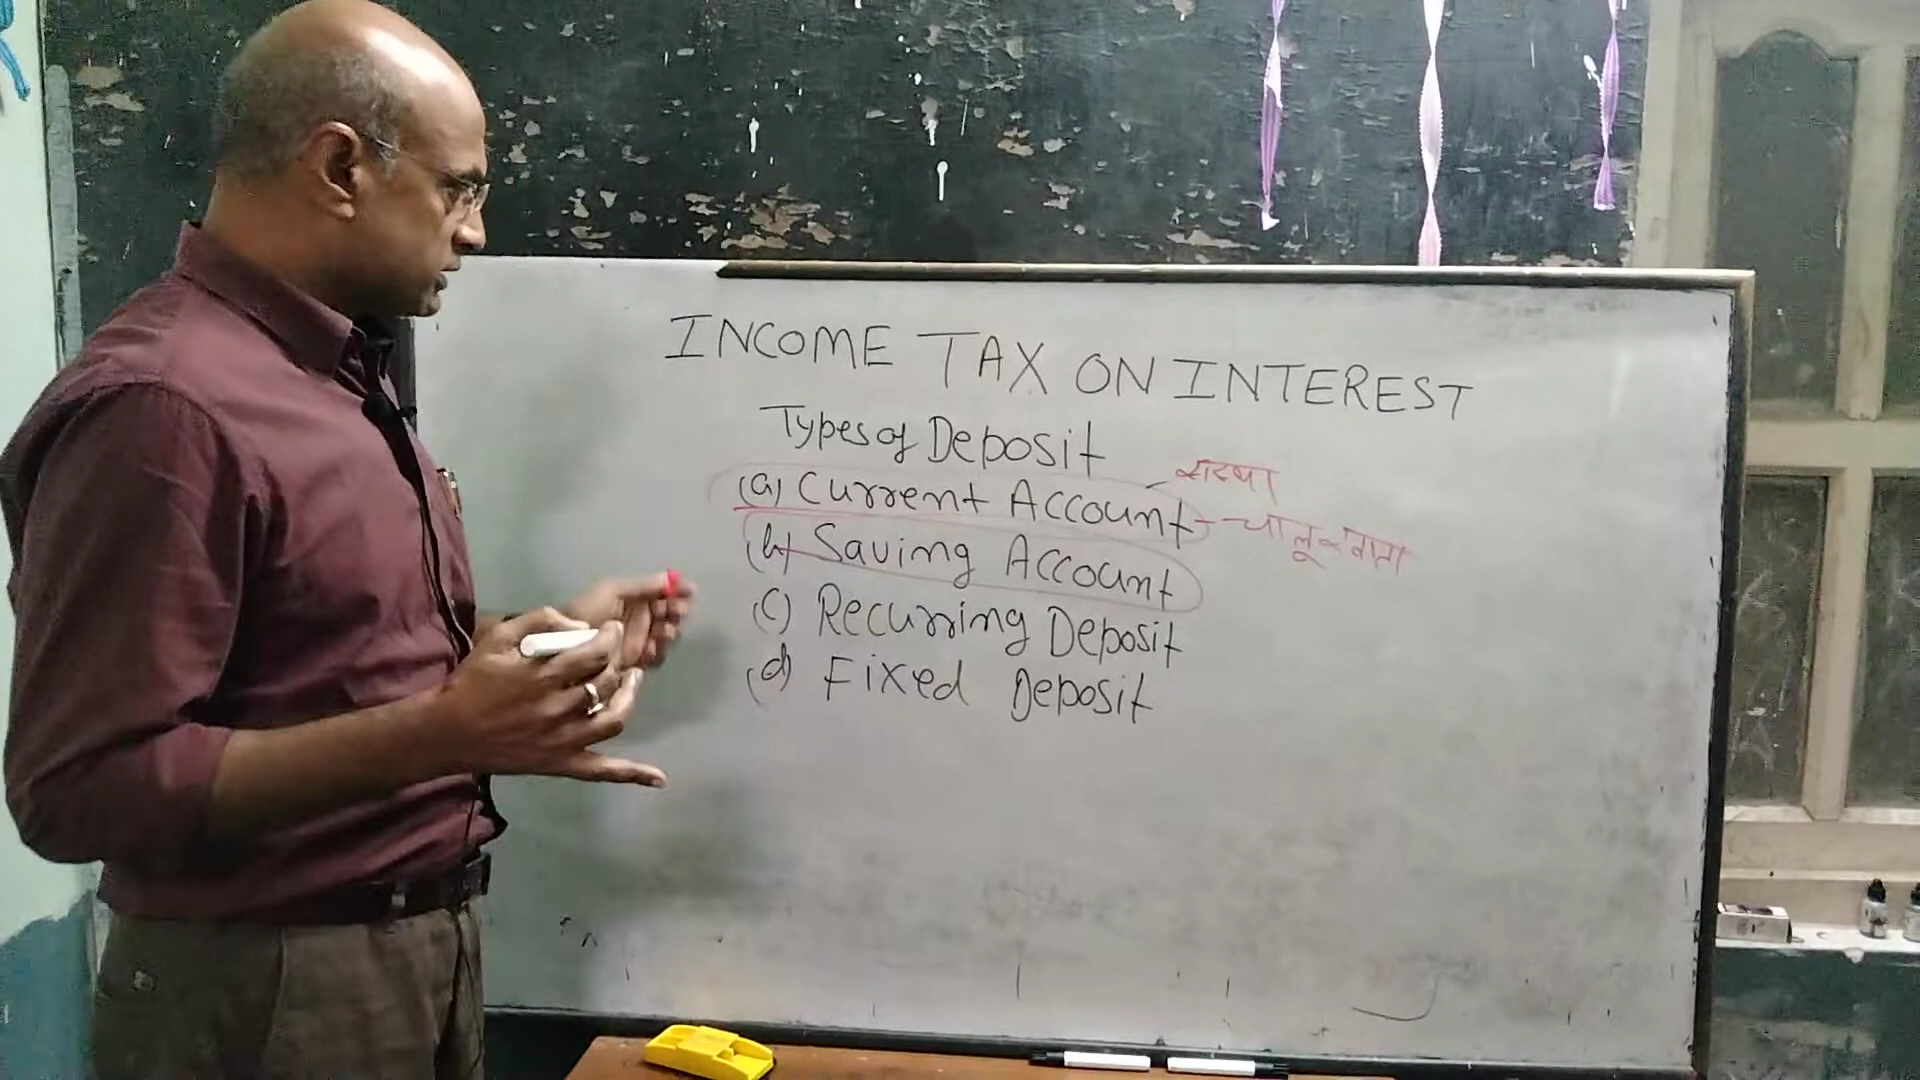 INCOME TAX ON INTEREST
Types of Deposit
(a) Current Account - चालू खाता
(b) Saving Account
(c) Recurring Deposit
(d) Fixed Deposit